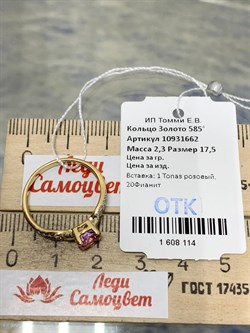 ИП Томми Е.В.
Кольцо Золото 585°
Артикул 10931662
Масса 2,3 Размер 17,5
Цена за гр.
Цена за изд.
Вставка: 1 Топаз розовый,
20Фианит
ОТК
1 608 114
Леди
Самоцвет
Леди
Самоцвет
ГОСТ 17435